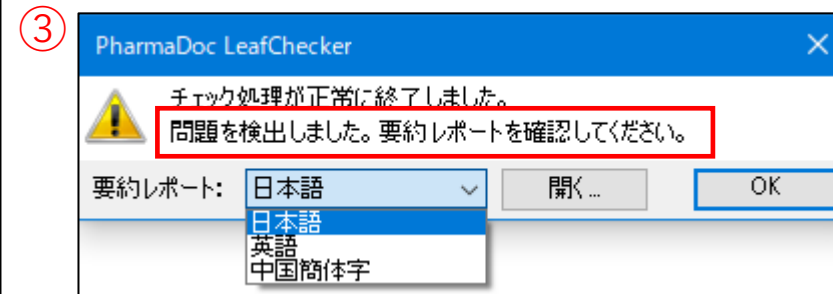 ③
PharmaDoc LeafChecker
チェック処理が正常に終了しました。
問題を検出しました。要約レポートを確認してください。
要約レポート: 日本語 開く... OK
日本語
英語
中国簡体字